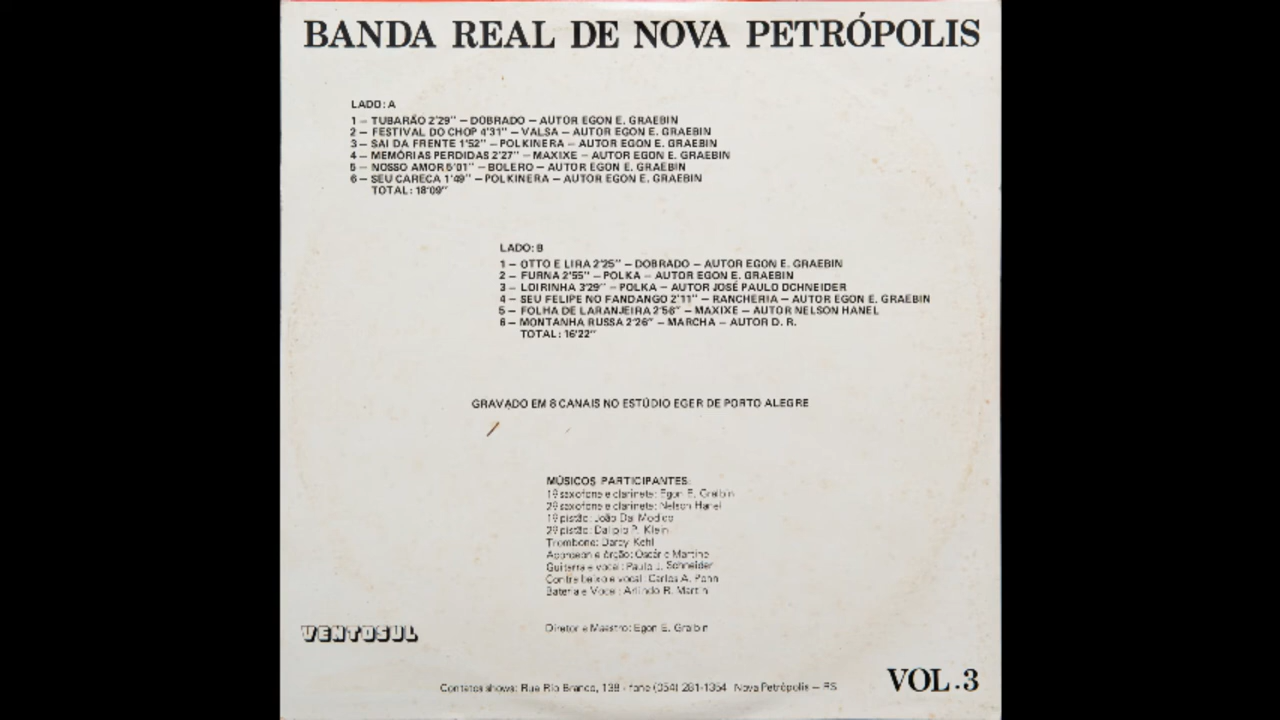 BANDA REAL DE NOVA PETRÓPOLIS
LADO: A
1 – TUBARÃO 2'29" – DOBRADO – AUTOR EGON E. GRAEBIN
2 – FESTIVAL DO CHOP 4'31" – VALSA – AUTOR EGON E. GRAEBIN
3 – SAI DA FRENTE 1'52" – POLKINERA – AUTOR EGON E. GRAEBIN
4 – MEMÓRIAS PERDIDAS 2'27" – MAXIXE – AUTOR EGON E. GRAEBIN
5 – NOSSO AMOR 5'01" – BOLERO – AUTOR EGON E. GRAEBIN
6 – SEU CARECA 1'49" – POLKINERA – AUTOR EGON E. GRAEBIN
TOTAL: 18'09"
LADO: B
1 – OTTO E LIRA 2'25" – DOBRADO – AUTOR EGON E. GRAEBIN
2 – FURNA 2'55" – POLKA – AUTOR EGON E. GRAEBIN
3 – LOIRINHA 3'29" – POLKA – AUTOR JOSÉ PAULO DCHNEIDER
4 – SEU FELIPE NO FANDANGO 2'11" – RANCHERIA – AUTOR EGON E. GRAEBIN
5 – FOLHA DE LARANJEIRA 2'56" – MAXIXE – AUTOR NELSON HANEL
6 – MONTANHA RUSSA 2'26" – MARCHA – AUTOR D. R.
TOTAL: 16'22"
GRAVADO EM 8 CANAIS NO ESTÚDIO EGER DE PORTO ALEGRE
MÚSICOS PARTICIPANTES:
1º saxofone e clarinete: Egon E. Graibin
2º saxofone e clarinete: Nelson Hanel
1º pistão: João Dal
2º pistão: P. Klein
Trombone: Darcy Kehl
e órgão: Oscar
Guitarra e vocal: Paulo J. Schneider
Contra baixo e vocal: Carlos A.
Bateria e Vocal: Arlindo R. Martin
Diretor e Maestro: Egon E. Graibin
VENTOSUL
VOL.3
Contatos shows: Rua Rio Branco, 138 - fone (054) 281-1354 Nova Petrópolis – RS